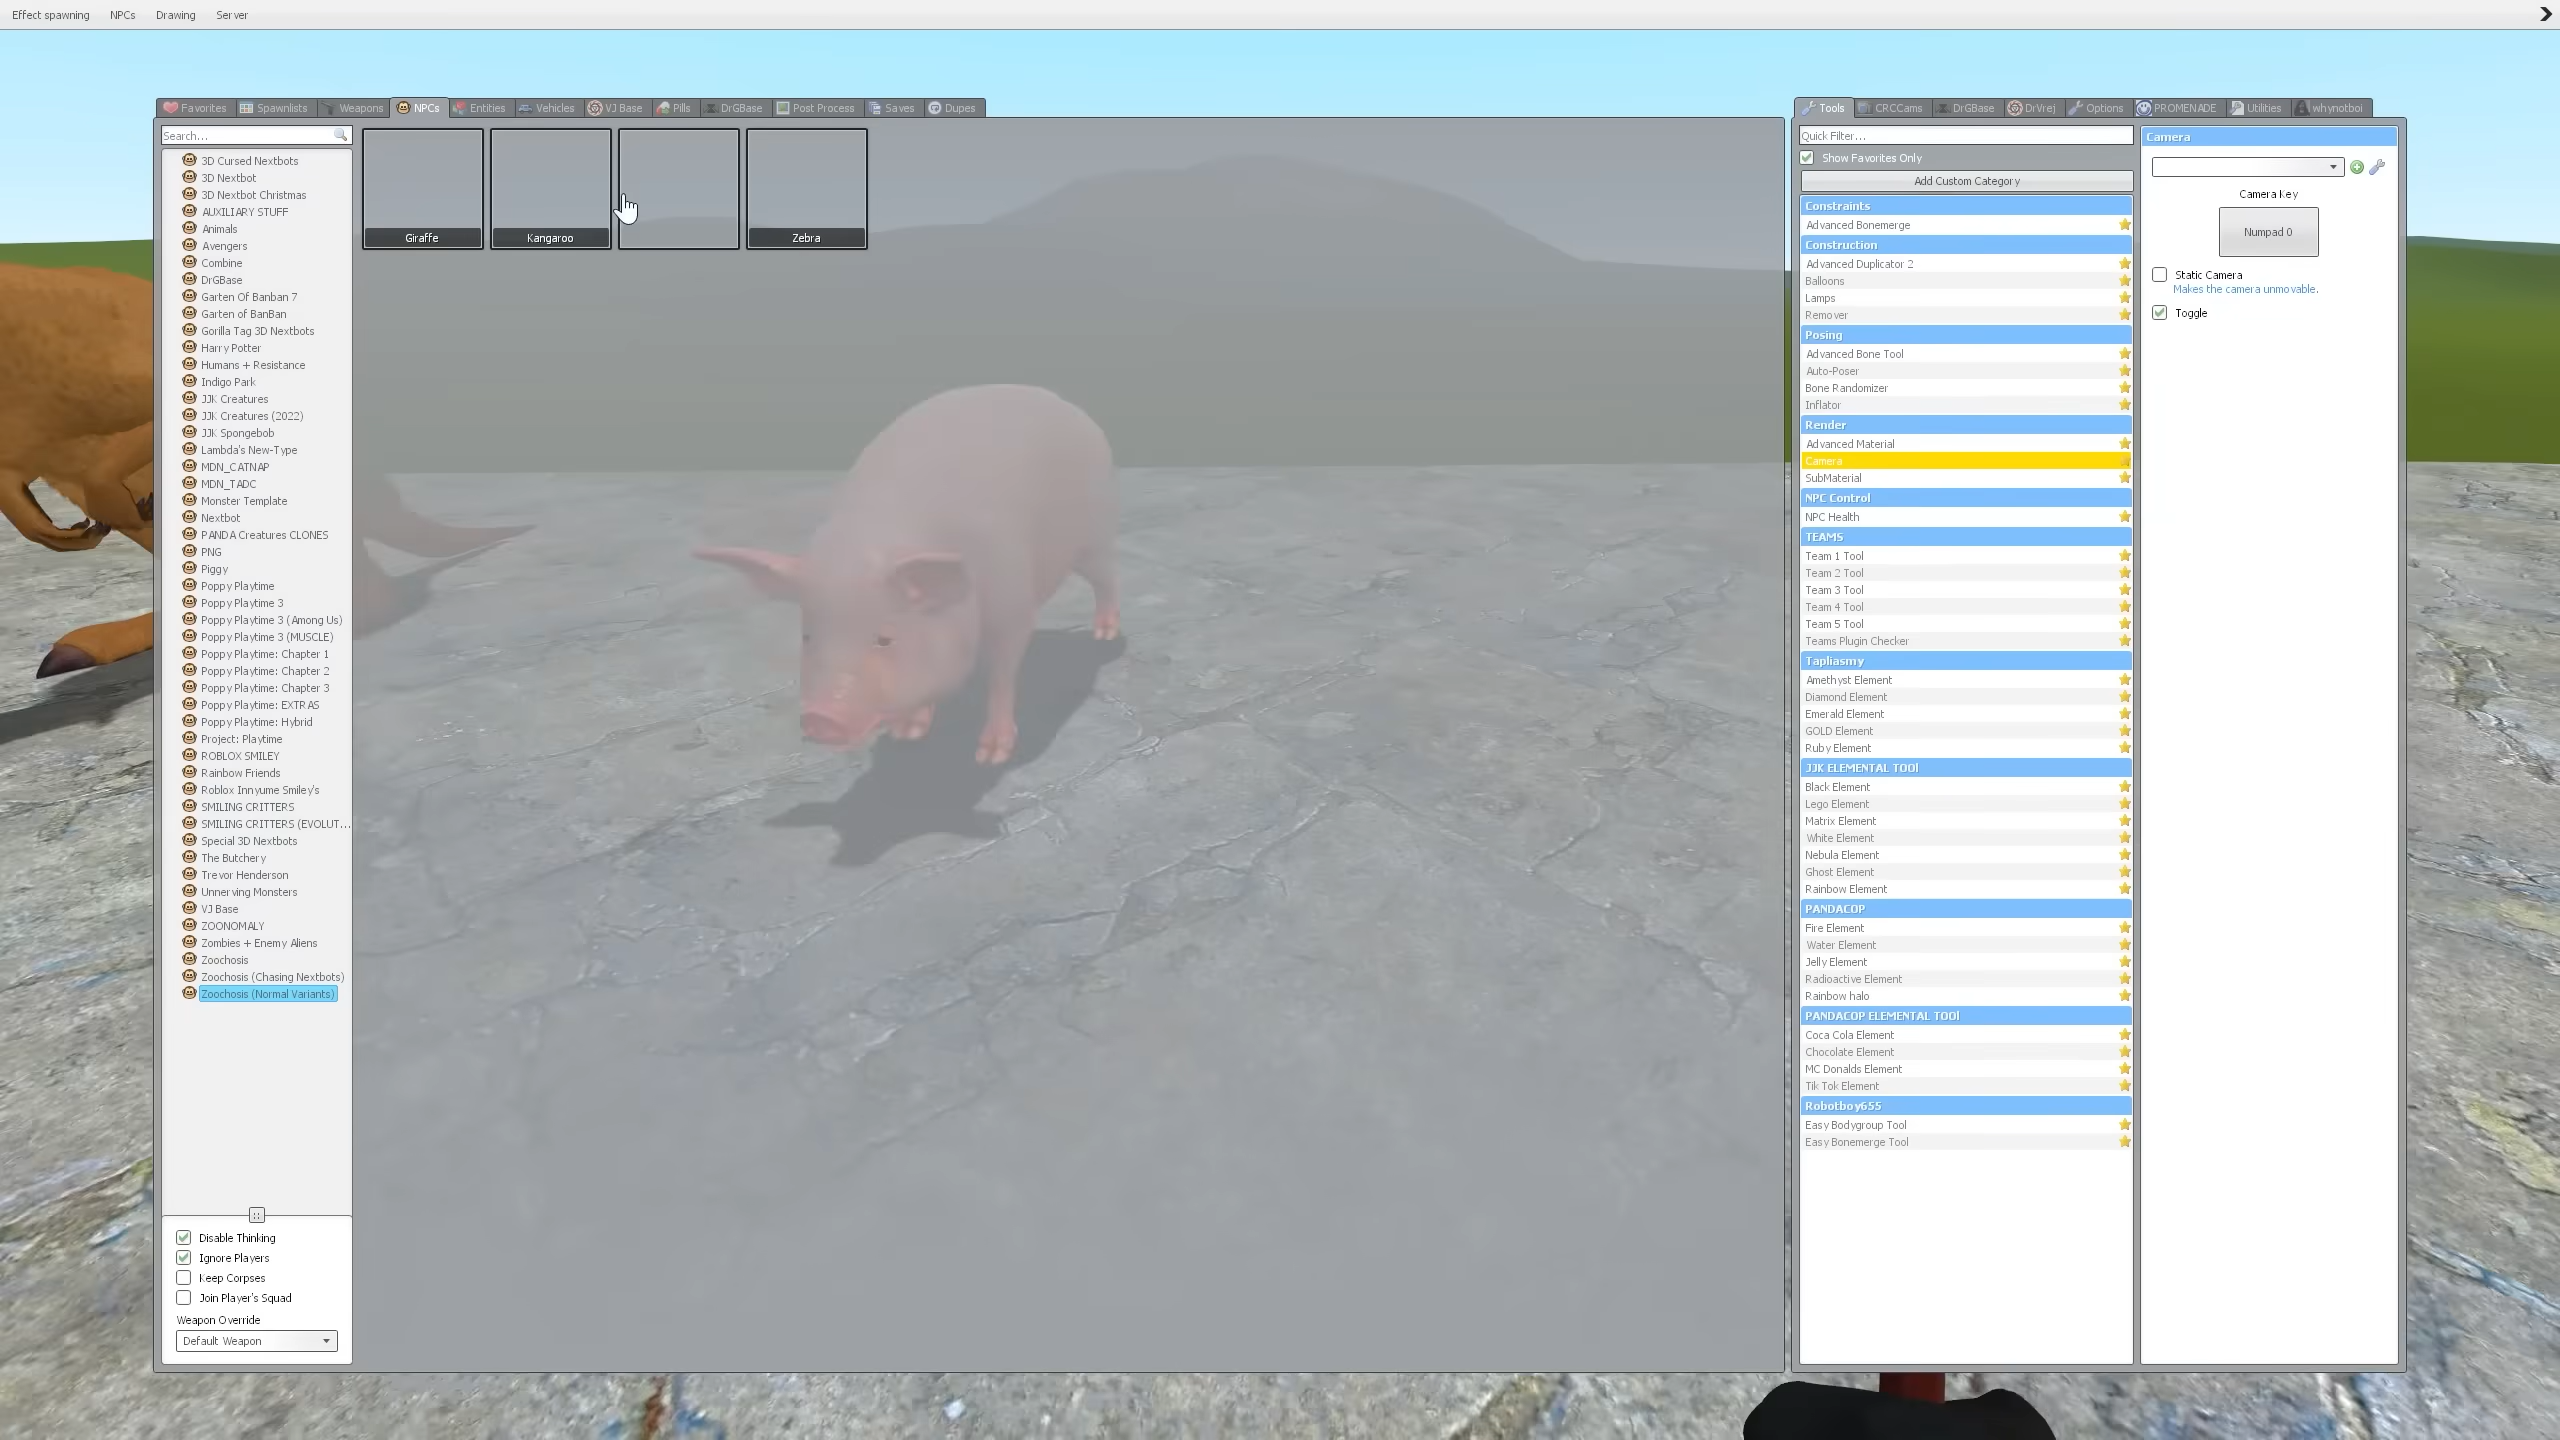 Effect spawning NPCs Drawing Server
Favorites Spawnlists Weapons NPCs Entities Vehicles VJ Base Pills DrGBase Post Process Saves Dupes
Search...
3D Cursed Nextbots
3D Nextbot
3D Nextbot Christmas
AUXILIARY STUFF
Animals
Avengers
Combine
DrGBase
Garten Of Banban 7
Garten of BanBan
Gorilla Tag 3D Nextbots
Harry Potter
Humans + Resistance
Indigo Park
JJK Creatures
JJK Creatures (2022)
JJK Spongebob
Lambda's New-Type
MDN_CATNAP
MDN_TADC
Monster Template
Nextbot
PANDA Creatures CLONES
PNG
Piggy
Poppy Playtime
Poppy Playtime 3
Poppy Playtime 3 (Among Us)
Poppy Playtime 3 (MUSCLE)
Poppy Playtime: Chapter 1
Poppy Playtime: Chapter 2
Poppy Playtime: Chapter 3
Poppy Playtime: EXTRAS
Poppy Playtime: Hybrid
Project: Playtime
ROBLOX SMILEY
Rainbow Friends
Roblox Innyume Smiley's
SMILING CRITTERS
SMILING CRITTERS (EVOLUT...
Special 3D Nextbots
The Butchery
Trevor Henderson
Unnerving Monsters
VJ Base
ZOONOMALY
Zombies + Enemy Aliens
Zoochosis
Zoochosis (Chasing Nextbots)
Zoochosis (Normal Variants)
Disable Thinking
Ignore Players
Keep Corpses
Join Player's Squad
Weapon Override
Default Weapon
Giraffe Kangaroo Zebra
Tools CRCCams DrGBase DrVrej Options PROMENADE Utilities whynotboi
Quick Filter...
Show Favorites Only
Add Custom Category
Constraints
Advanced Bonemerge
Construction
Advanced Duplicator 2
Balloons
Lamps
Remover
Posing
Advanced Bone Tool
Auto-Poser
Bone Randomizer
Inflator
Render
Advanced Material
Camera
SubMaterial
NPC Control
NPC Health
TEAMS
Team 1 Tool
Team 2 Tool
Team 3 Tool
Team 4 Tool
Team 5 Tool
Teams Plugin Checker
Tapliasmy
Amethyst Element
Diamond Element
Emerald Element
GOLD Element
Ruby Element
JJK ELEMENTAL TOOl
Black Element
Lego Element
Matrix Element
White Element
Nebula Element
Ghost Element
Rainbow Element
PANDACOP
Fire Element
Water Element
Jelly Element
Radioactive Element
Rainbow halo
PANDACOP ELEMENTAL TOOl
Coca Cola Element
Chocolate Element
MC Donalds Element
Tik Tok Element
Robotboy655
Easy Bodygroup Tool
Easy Bonemerge Tool
Camera
Camera Key
Numpad 0
Static Camera
Makes the camera unmovable.
Toggle